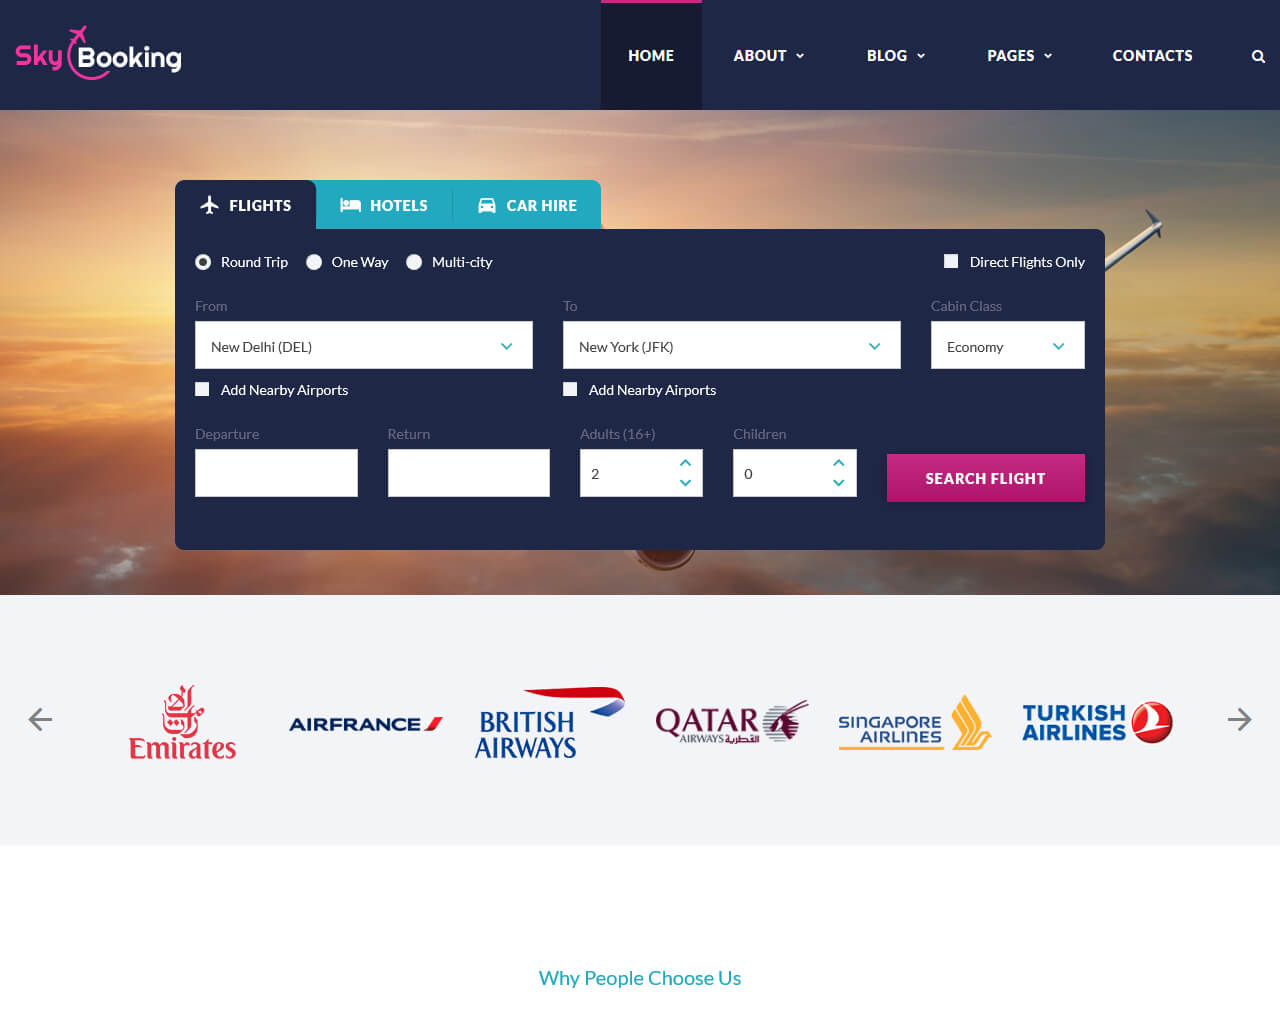 Sky Booking
HOME ABOUT BLOG PAGES CONTACTS
FLIGHTS HOTELS CAR HIRE
Round Trip One Way Multi-city Direct Flights Only
From To Cabin Class
New Delhi (DEL) New York (JFK) Economy
Add Nearby Airports Add Nearby Airports
Departure Return Adults (16+) Children
2 0 SEARCH FLIGHT
الإمارات
Emirates
AIRFRANCE
BRITISH
AIRWAYS
QATAR
AIRWAYS القطرية
SINGAPORE
AIRLINES
TURKISH
AIRLINES
Why People Choose Us